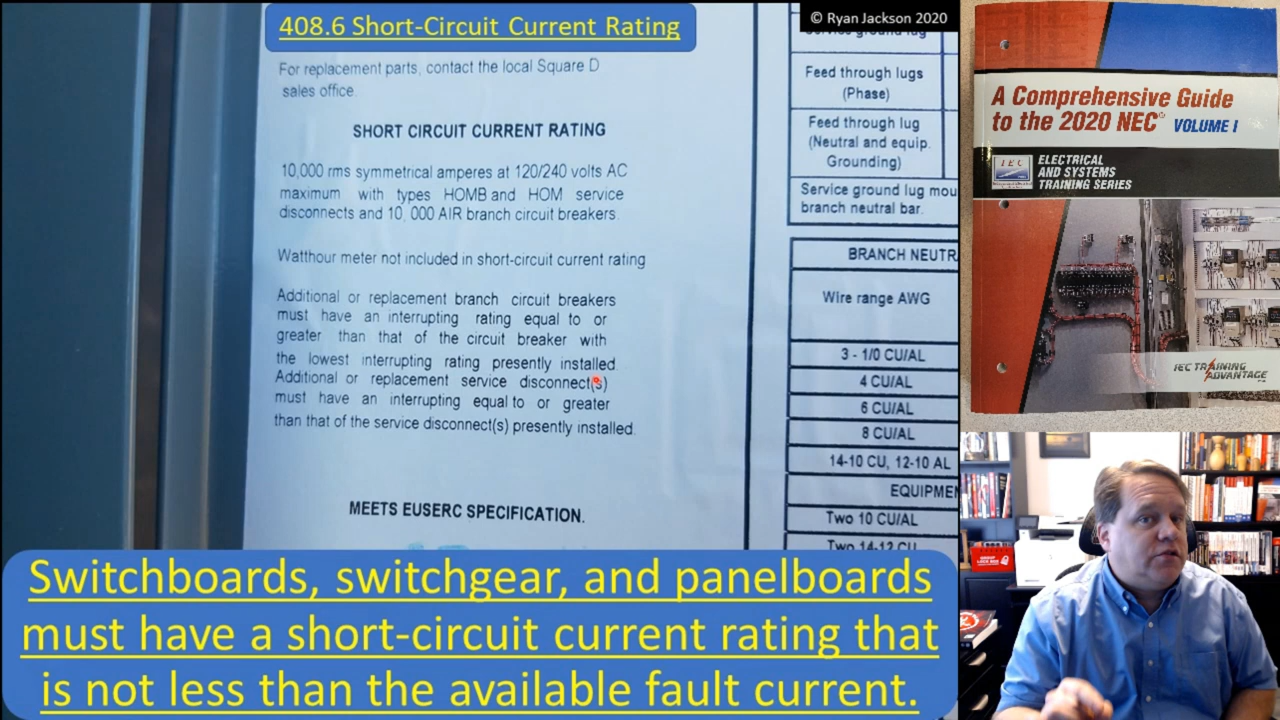 408.6 Short-Circuit Current Rating
© Ryan Jackson 2020
For replacement parts, contact the local Square D
sales office.
SHORT CIRCUIT CURRENT RATING
10,000 rms symmetrical amperes at 120/240 volts AC
maximum with types HOMB and HOM service
disconnects and 10, 000 AIR branch circuit breakers.
Watthour meter not included in short-circuit current rating
Additional or replacement branch circuit breakers
must have an interrupting rating equal to or
greater than that of the circuit breaker with
the lowest interrupting rating presently installed.
Additional or replacement service disconnect(s)
must have an interrupting equal to or greater
than that of the service disconnect(s) presently installed.
MEETS EUSERC SPECIFICATION.
Service ground lug
Feed through lugs
(Phase)
Feed through lug
(Neutral and equip.
Grounding)
Service ground lug mou
branch neutral bar.
BRANCH NEUTR
Wire range AWG
3 - 1/0 CU/AL
4 CU/AL
6 CU/AL
8 CU/AL
14-10 CU, 12-10 AL
EQUIPMEN
Two 10 CU/AL
Two 14-12 CU
Switchboards, switchgear, and panelboards
must have a short-circuit current rating that
is not less than the available fault current.
A Comprehensive Guide
to the 2020 NEC® VOLUME I
IEC
ELECTRICAL
AND SYSTEMS
TRAINING SERIES
IEC TRAINING
ADVANTAGE